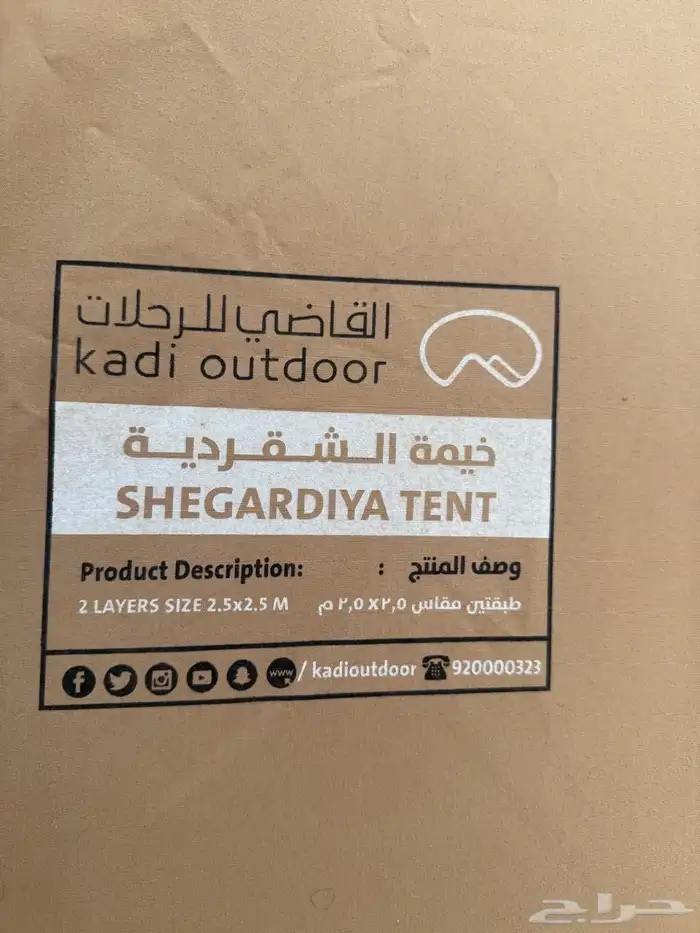 القاضي للرحلات
kadi outdoor
خيمة الشقردية
SHEGARDIYA TENT
Product Description: وصف المنتج :
2 LAYERS SIZE 2.5x2.5 M طبقتين مقاس ٢,٥x٢,٥ م
www / kadioutdoor 920000323
حراج